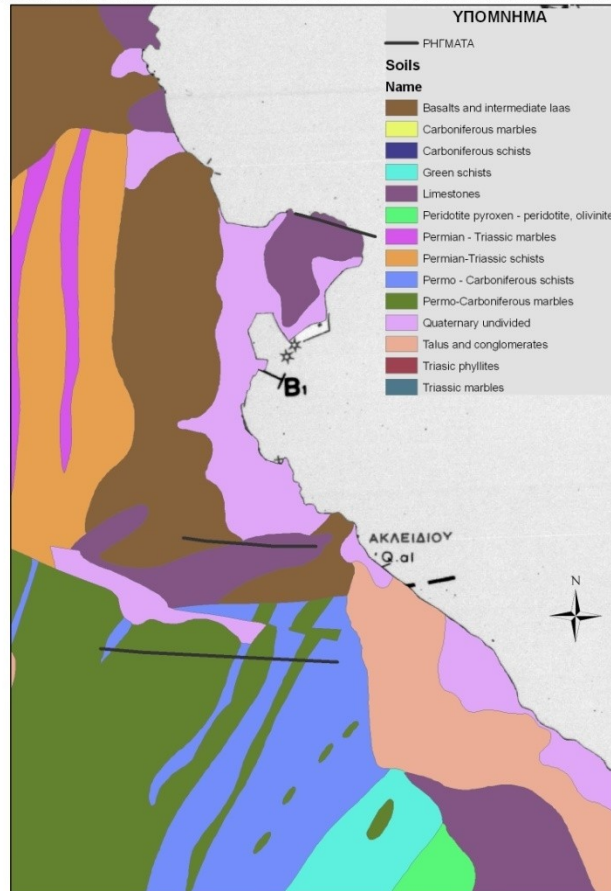 ΥΠΟΜΝΗΜΑ
ΡΗΓΜΑΤΑ
Soils
Name
Basalts and intermediate laas
Carboniferous marbles
Carboniferous schists
Green schists
Limestones
Peridotite pyroxen - peridotite, olivinite
Permian - Triassic marbles
Permian-Triassic schists
Permo - Carboniferous schists
Permo-Carboniferous marbles
Quaternary undivided
Talus and conglomerates
Triasic phyllites
Triassic marbles
B1
ΑΚΛΕΙΔΙΟΥ
Q.al
N